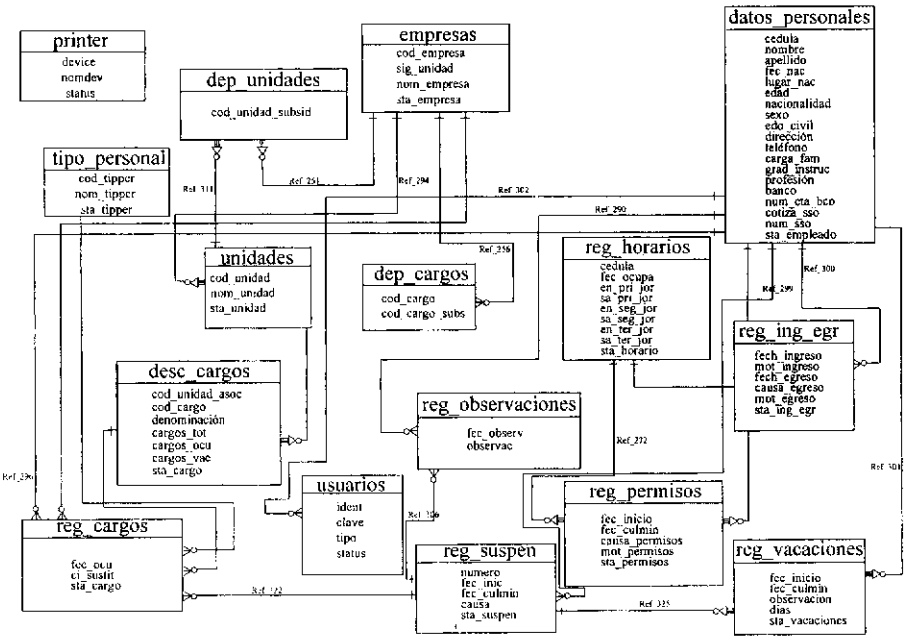 printer
device
nomdev
status
dep_unidades
cod_unidad_subsid
empresas
cod_empresa
sig_unidad
nom_empresa
sta_empresa
datos_personales
cedula
nombre
apellido
fec_nac
lugar_nac
edad
nacionalidad
sexo
edo_civil
dirección
teléfono
carga_fam
grad_instruc
profesión
banco
num_cta_bco
cotiza_sso
num_sso
sta_empleado
tipo_personal
cod_tipper
nom_tipper
sta_tipper
Ref_311
Ref_251
Ref_294
Ref_302
Ref_290
unidades
cod_unidad
nom_unidad
sta_unidad
dep_cargos
cod_cargo
cod_cargo_subs
Ref_256
reg_horarios
cedula
fec_ocupa
en_pri_jor
sa_pri_jor
en_seg_jor
sa_seg_jor
en_ter_jor
sa_ter_jor
sta_horario
Ref_300
Ref_299
reg_ing_egr
fech_ingreso
mot_ingreso
fech_egreso
causa_egreso
mot_egreso
sta_ing_egr
desc_cargos
cod_unidad_asoc
cod_cargo
denominación
cargos_tot
cargos_ocu
cargos_vac
sta_cargo
reg_observaciones
fec_observ
observac
Ref_272
Ref_296
usuarios
ident
clave
tipo
status
reg_permisos
fec_inicio
fec_culmin
causa_permisos
mot_permisos
sta_permisos
reg_cargos
fec_ocu
ci_sustit
sta_cargo
reg_suspen
numero
fec_inic
fec_culmio
causa
sta_suspen
Ref_325
reg_vacaciones
fec_inicio
fec_culmin
observacion
dias
sta_vacaciones